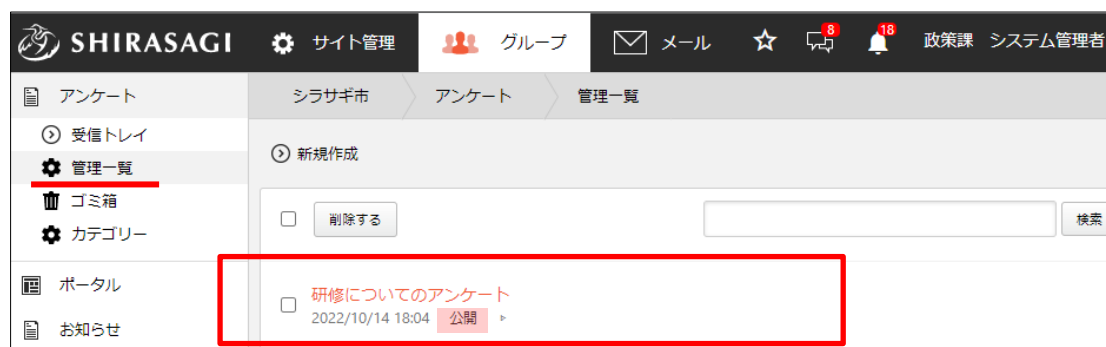 SHIRASAGI サイト管理 グループ メール 8 18 政策課 システム管理者
アンケート
シラサギ市 アンケート 管理一覧
受信トレイ
管理一覧
ゴミ箱
カテゴリー
ポータル
お知らせ
新規作成
削除する 検索
研修についてのアンケート
2022/10/14 18:04 公開